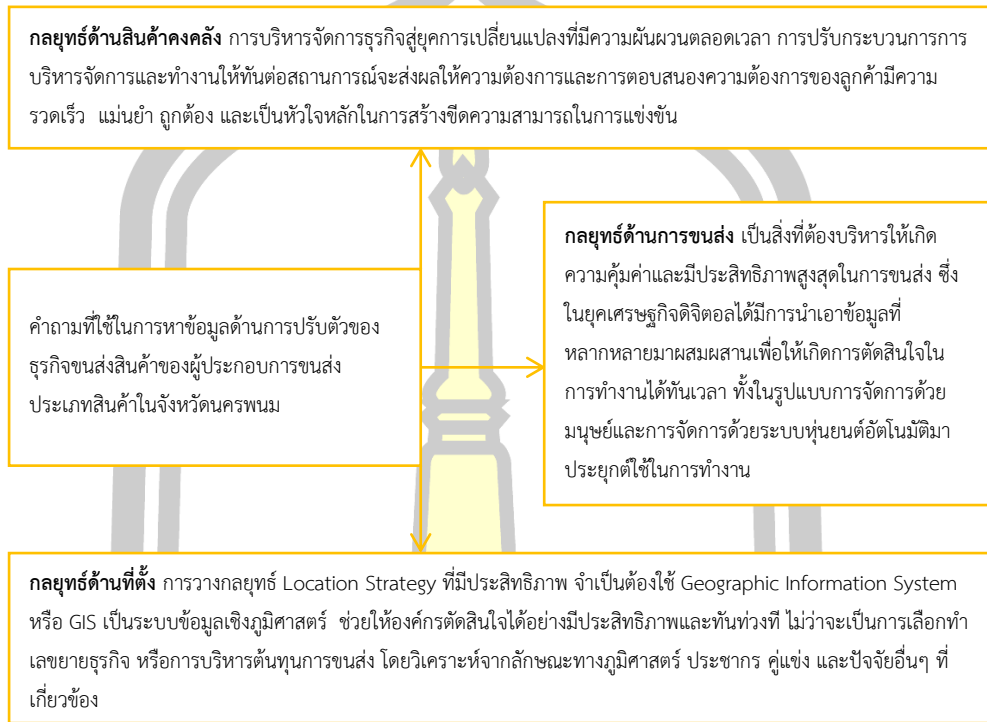 กลยุทธ์ด้านสินค้าคงคลัง การบริหารจัดการธุรกิจสู่ยุคการเปลี่ยนแปลงที่มีความผันผวนตลอดเวลา การปรับกระบวนการการ
บริหารจัดการและทำงานให้ทันต่อสถานการณ์จะส่งผลให้ความต้องการและการตอบสนองความต้องการของลูกค้ามีความ
รวดเร็ว แม่นยำ ถูกต้อง และเป็นหัวใจหลักในการสร้างขีดความสามารถในการแข่งขัน
คำถามที่ใช้ในการหาข้อมูลด้านการปรับตัวของ
ธุรกิจขนส่งสินค้าของผู้ประกอบการขนส่ง
ประเภทสินค้าในจังหวัดนครพนม
กลยุทธ์ด้านการขนส่ง เป็นสิ่งที่ต้องบริหารให้เกิด
ความคุ้มค่าและมีประสิทธิภาพสูงสุดในการขนส่ง ซึ่ง
ในยุคเศรษฐกิจดิจิตอลได้มีการนำเอาข้อมูลที่
หลากหลายมาผสมผสานเพื่อให้เกิดการตัดสินใจใน
การทำงานได้ทันเวลา ทั้งในรูปแบบการจัดการด้วย
มนุษย์และการจัดการด้วยระบบหุ่นยนต์อัตโนมัติมา
ประยุกต์ใช้ในการทำงาน
กลยุทธ์ด้านที่ตั้ง การวางกลยุทธ์ Location Strategy ที่มีประสิทธิภาพ จำเป็นต้องใช้ Geographic Information System
หรือ GIS เป็นระบบข้อมูลเชิงภูมิศาสตร์ ช่วยให้องค์กรตัดสินใจได้อย่างมีประสิทธิภาพและทันท่วงที ไม่ว่าจะเป็นการเลือกทำ
เลขยายธุรกิจ หรือการบริหารต้นทุนการขนส่ง โดยวิเคราะห์จากลักษณะทางภูมิศาสตร์ ประชากร คู่แข่ง และปัจจัยอื่นๆ ที่
เกี่ยวข้อง